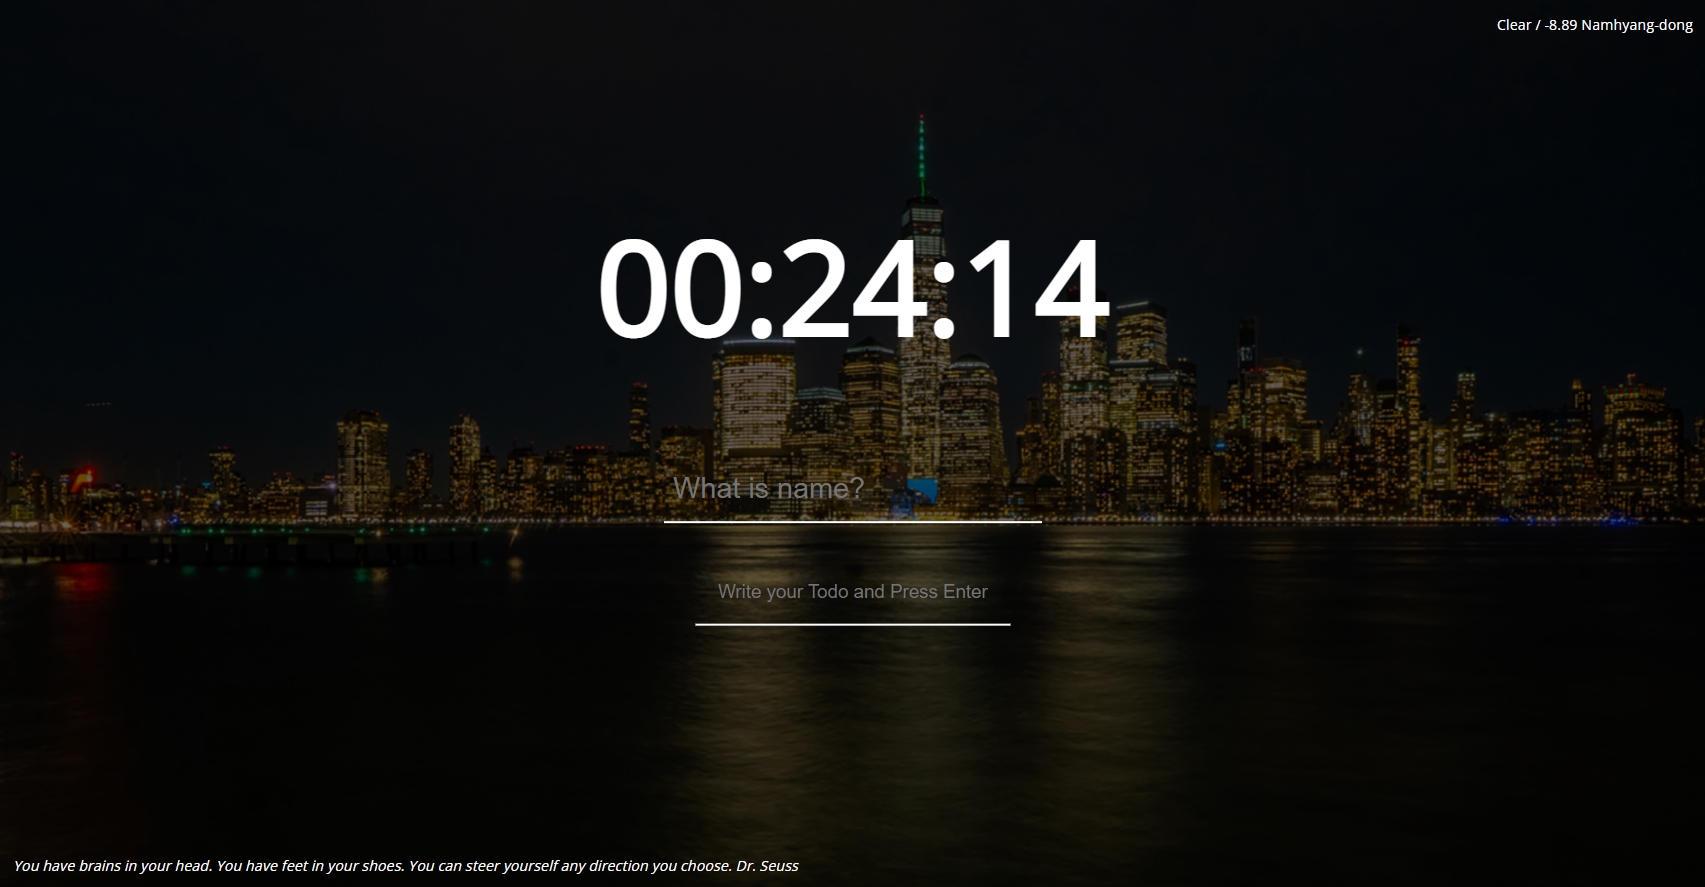 Clear / -8.89 Namhyang-dong
00:24:14
What is name?
Write your Todo and Press Enter
You have brains in your head. You have feet in your shoes. You can steer yourself any direction you choose. Dr. Seuss